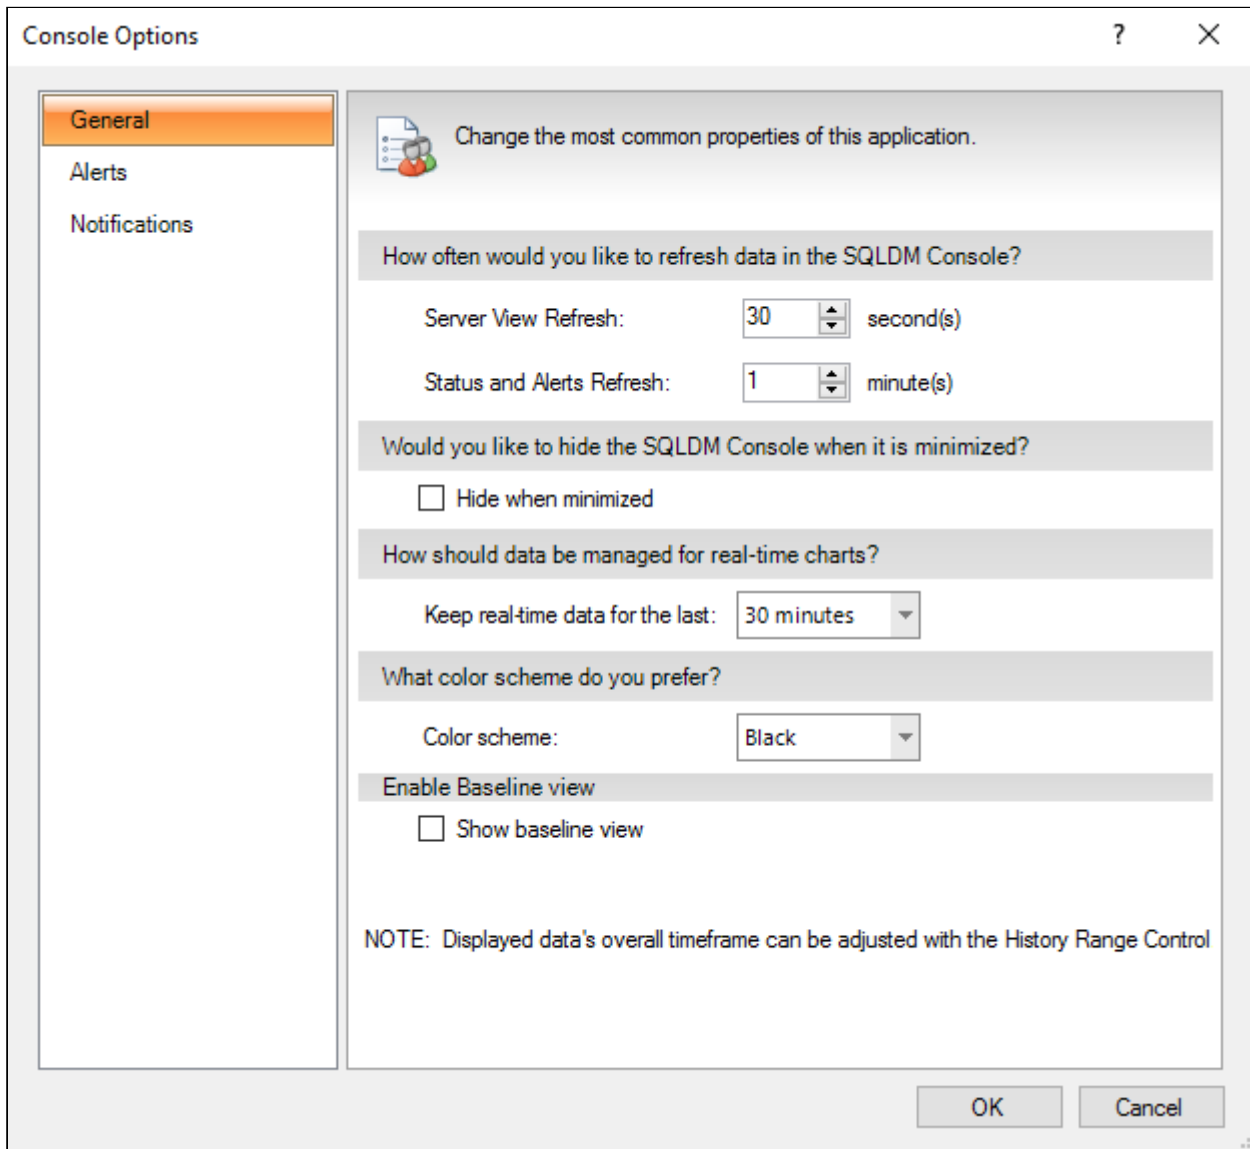 Console Options
?
General
Alerts
Notifications
Change the most common properties of this application.
How often would you like to refresh data in the SQLDM Console?
Server View Refresh: 30 second(s)
Status and Alerts Refresh: 1 minute(s)
Would you like to hide the SQLDM Console when it is minimized?
Hide when minimized
How should data be managed for real-time charts?
Keep real-time data for the last: 30 minutes
What color scheme do you prefer?
Color scheme: Black
Enable Baseline view
Show baseline view
NOTE:  Displayed data's overall timeframe can be adjusted with the History Range Control
OK Cancel